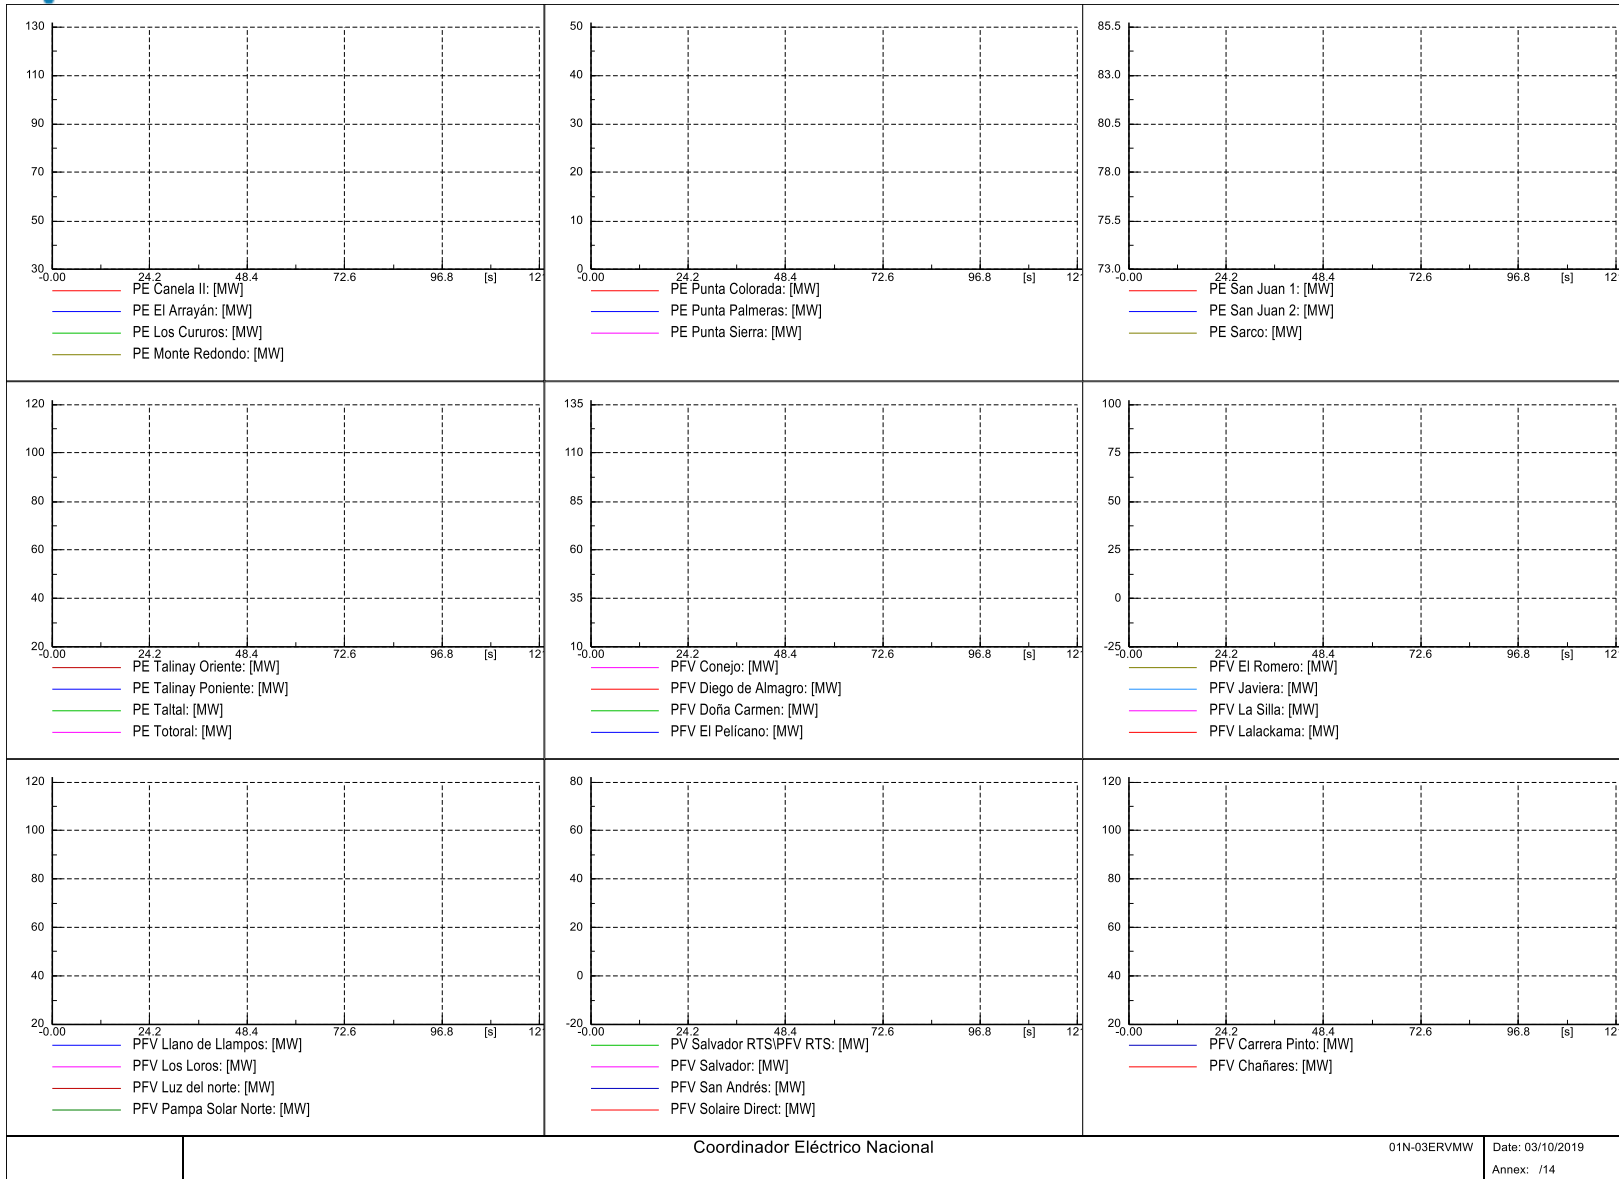 130
110
90
70
50
30
-0.00 24.2 48.4 72.6 96.8 [s] 12
PE Canela II: [MW]
PE El Arrayán: [MW]
PE Los Cururos: [MW]
PE Monte Redondo: [MW]
50
40
30
20
10
0
-0.00 24.2 48.4 72.6 96.8 [s] 12
PE Punta Colorada: [MW]
PE Punta Palmeras: [MW]
PE Punta Sierra: [MW]
85.5
83.0
80.5
78.0
75.5
73.0
-0.00 24.2 48.4 72.6 96.8 [s] 12
PE San Juan 1: [MW]
PE San Juan 2: [MW]
PE Sarco: [MW]
120
100
80
60
40
20
-0.00 24.2 48.4 72.6 96.8 [s] 12
PE Talinay Oriente: [MW]
PE Talinay Poniente: [MW]
PE Taltal: [MW]
PE Totoral: [MW]
135
110
85
60
35
10
-0.00 24.2 48.4 72.6 96.8 [s] 12
PFV Conejo: [MW]
PFV Diego de Almagro: [MW]
PFV Doña Carmen: [MW]
PFV El Pelícano: [MW]
100
75
50
25
0
-25
-0.00 24.2 48.4 72.6 96.8 [s] 12
PFV El Romero: [MW]
PFV Javiera: [MW]
PFV La Silla: [MW]
PFV Lalackama: [MW]
120
100
80
60
40
20
-0.00 24.2 48.4 72.6 96.8 [s] 12
PFV Llano de Llampos: [MW]
PFV Los Loros: [MW]
PFV Luz del norte: [MW]
PFV Pampa Solar Norte: [MW]
80
60
40
20
0
-20
-0.00 24.2 48.4 72.6 96.8 [s] 12
PV Salvador RTS\PFV RTS: [MW]
PFV Salvador: [MW]
PFV San Andrés: [MW]
PFV Solaire Direct: [MW]
120
100
80
60
40
20
-0.00 24.2 48.4 72.6 96.8 [s] 12
PFV Carrera Pinto: [MW]
PFV Chañares: [MW]
Coordinador Eléctrico Nacional
01N-03ERVMW
Date: 03/10/2019
Annex: /14